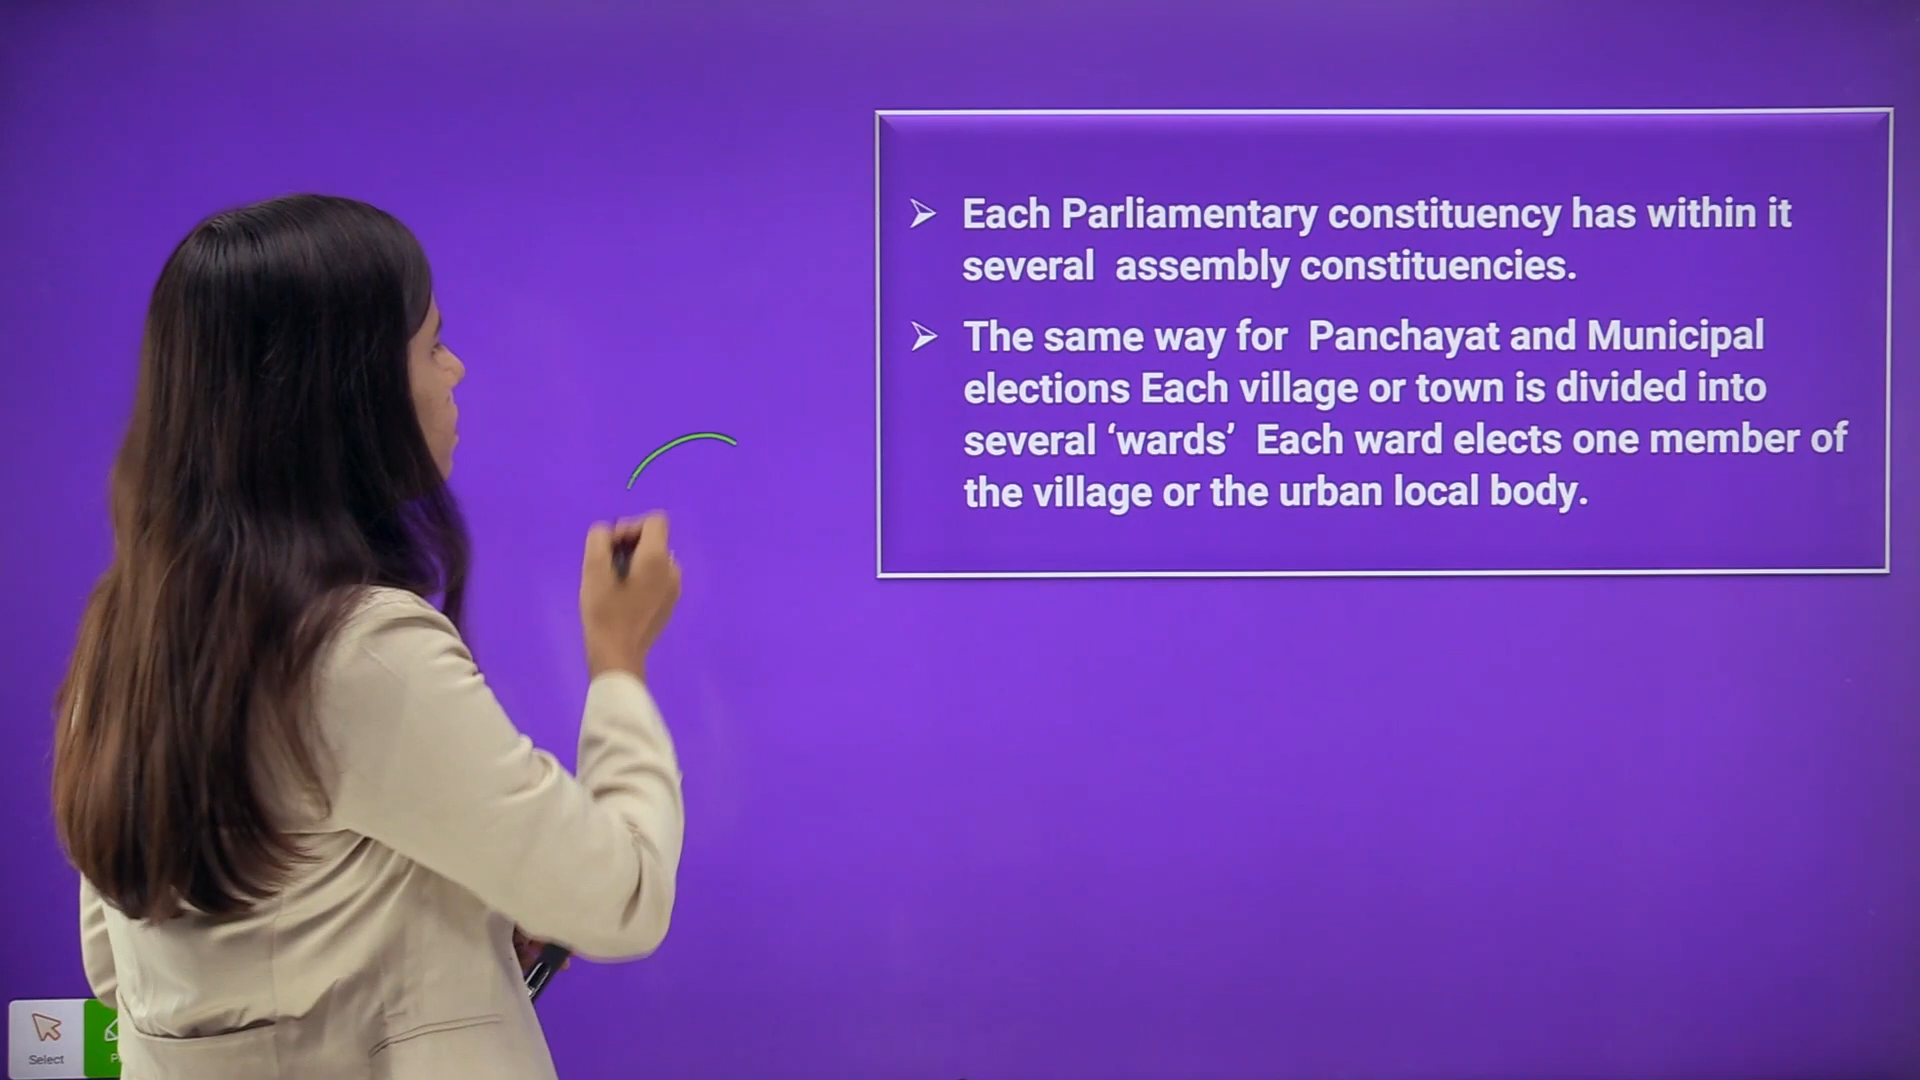 Each Parliamentary constituency has within it
several assembly constituencies.
The same way for Panchayat and Municipal
elections Each village or town is divided into
several ‘wards’ Each ward elects one member of
the village or the urban local body.
Select